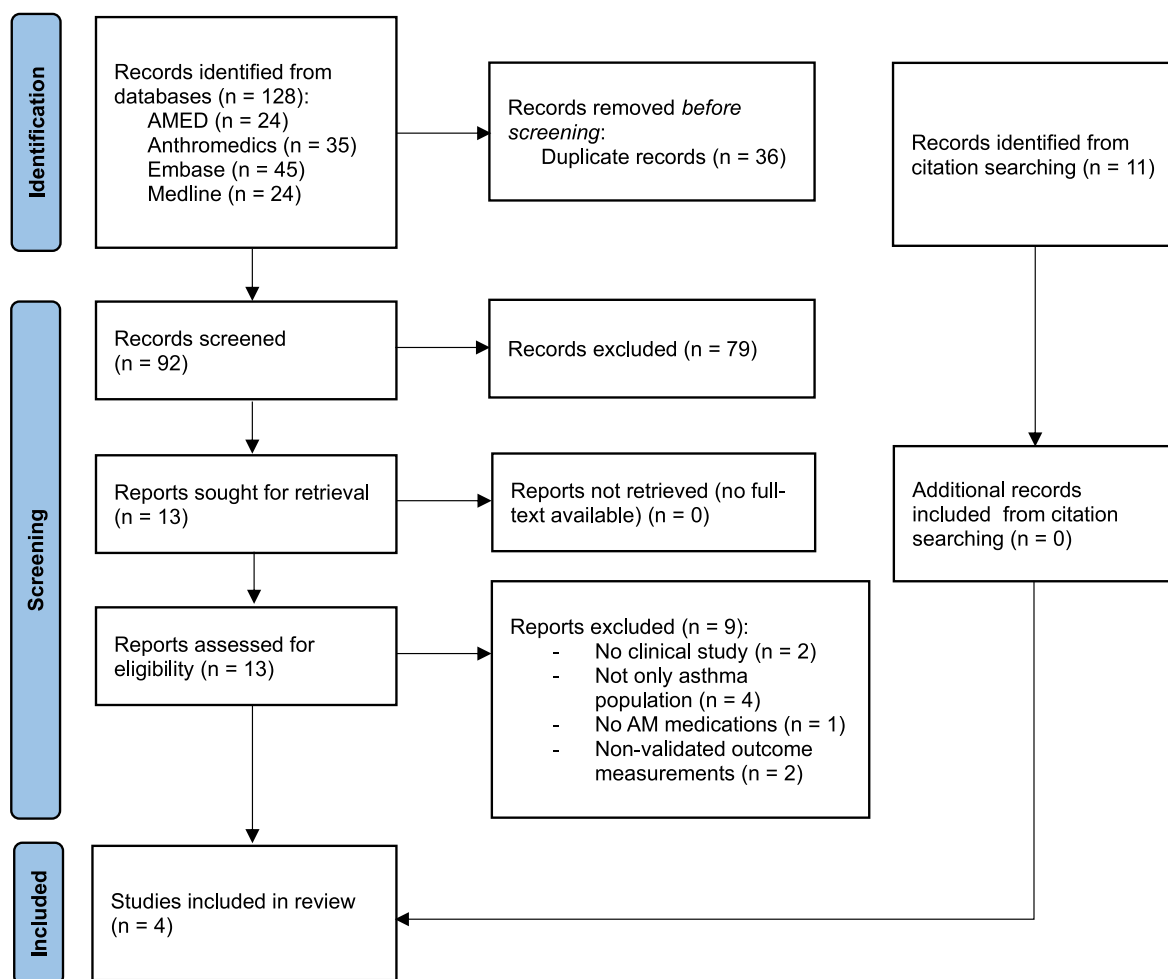 Identification
Records identified from
databases (n = 128):
AMED (n = 24)
Anthromedics (n = 35)
Embase (n = 45)
Medline (n = 24)
Records removed before
screening:
Duplicate records (n = 36)
Records identified from
citation searching (n = 11)
Screening
Records screened
(n = 92)
Records excluded (n = 79)
Reports sought for retrieval
(n = 13)
Reports not retrieved (no full-
text available) (n = 0)
Additional records
included  from citation
searching (n = 0)
Reports assessed for
eligibility (n = 13)
Reports excluded (n = 9):
- No clinical study (n = 2)
- Not only asthma
population (n = 4)
- No AM medications (n = 1)
- Non-validated outcome
measurements (n = 2)
Included
Studies included in review
(n = 4)